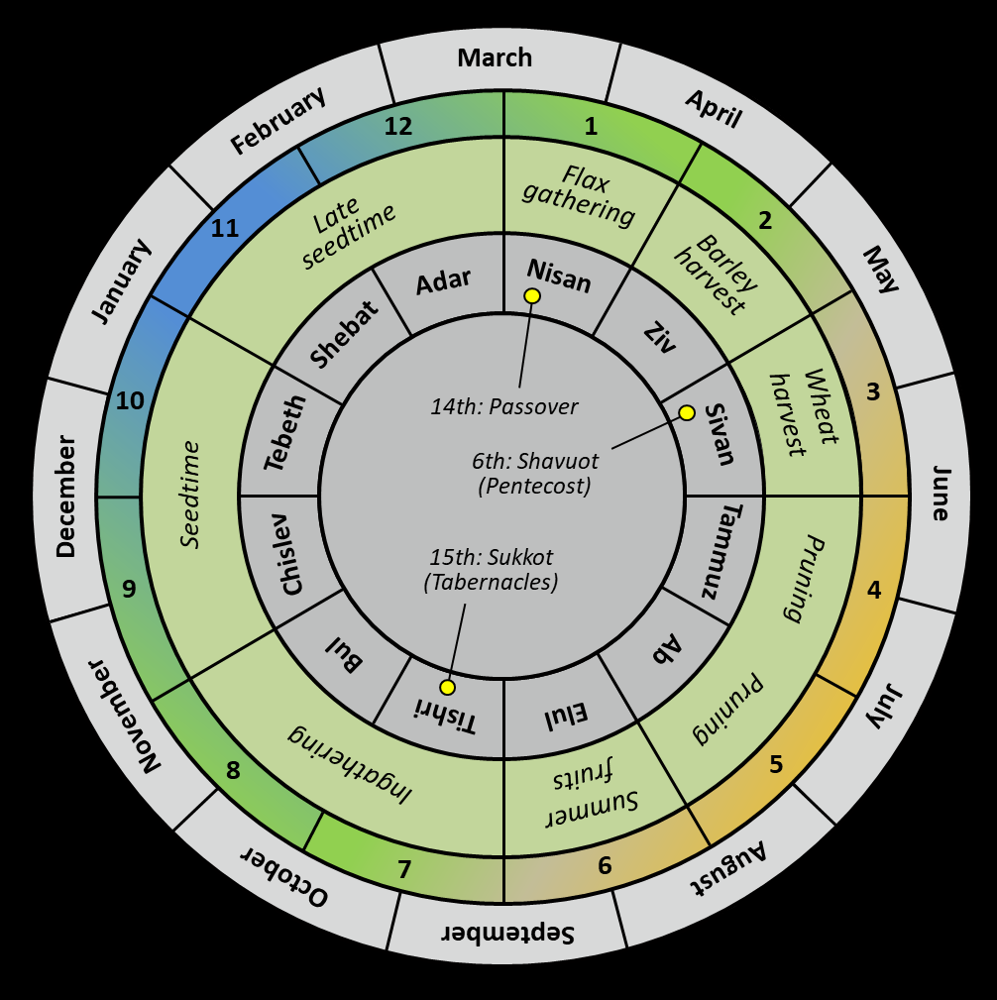 March
April
May
June
July
August
September
October
November
December
January
February
1
2
3
4
5
6
7
8
9
10
11
12
Flax
gathering
Barley
harvest
Wheat
harvest
Pruning
Pruning
Summer
fruits
Ingathering
Seedtime
Late
seedtime
Nisan
Ziv
Sivan
Tammuz
Ab
Elul
Tishri
Bul
Chislev
Tebeth
Shebat
Adar
14th: Passover
6th: Shavuot
(Pentecost)
15th: Sukkot
(Tabernacles)